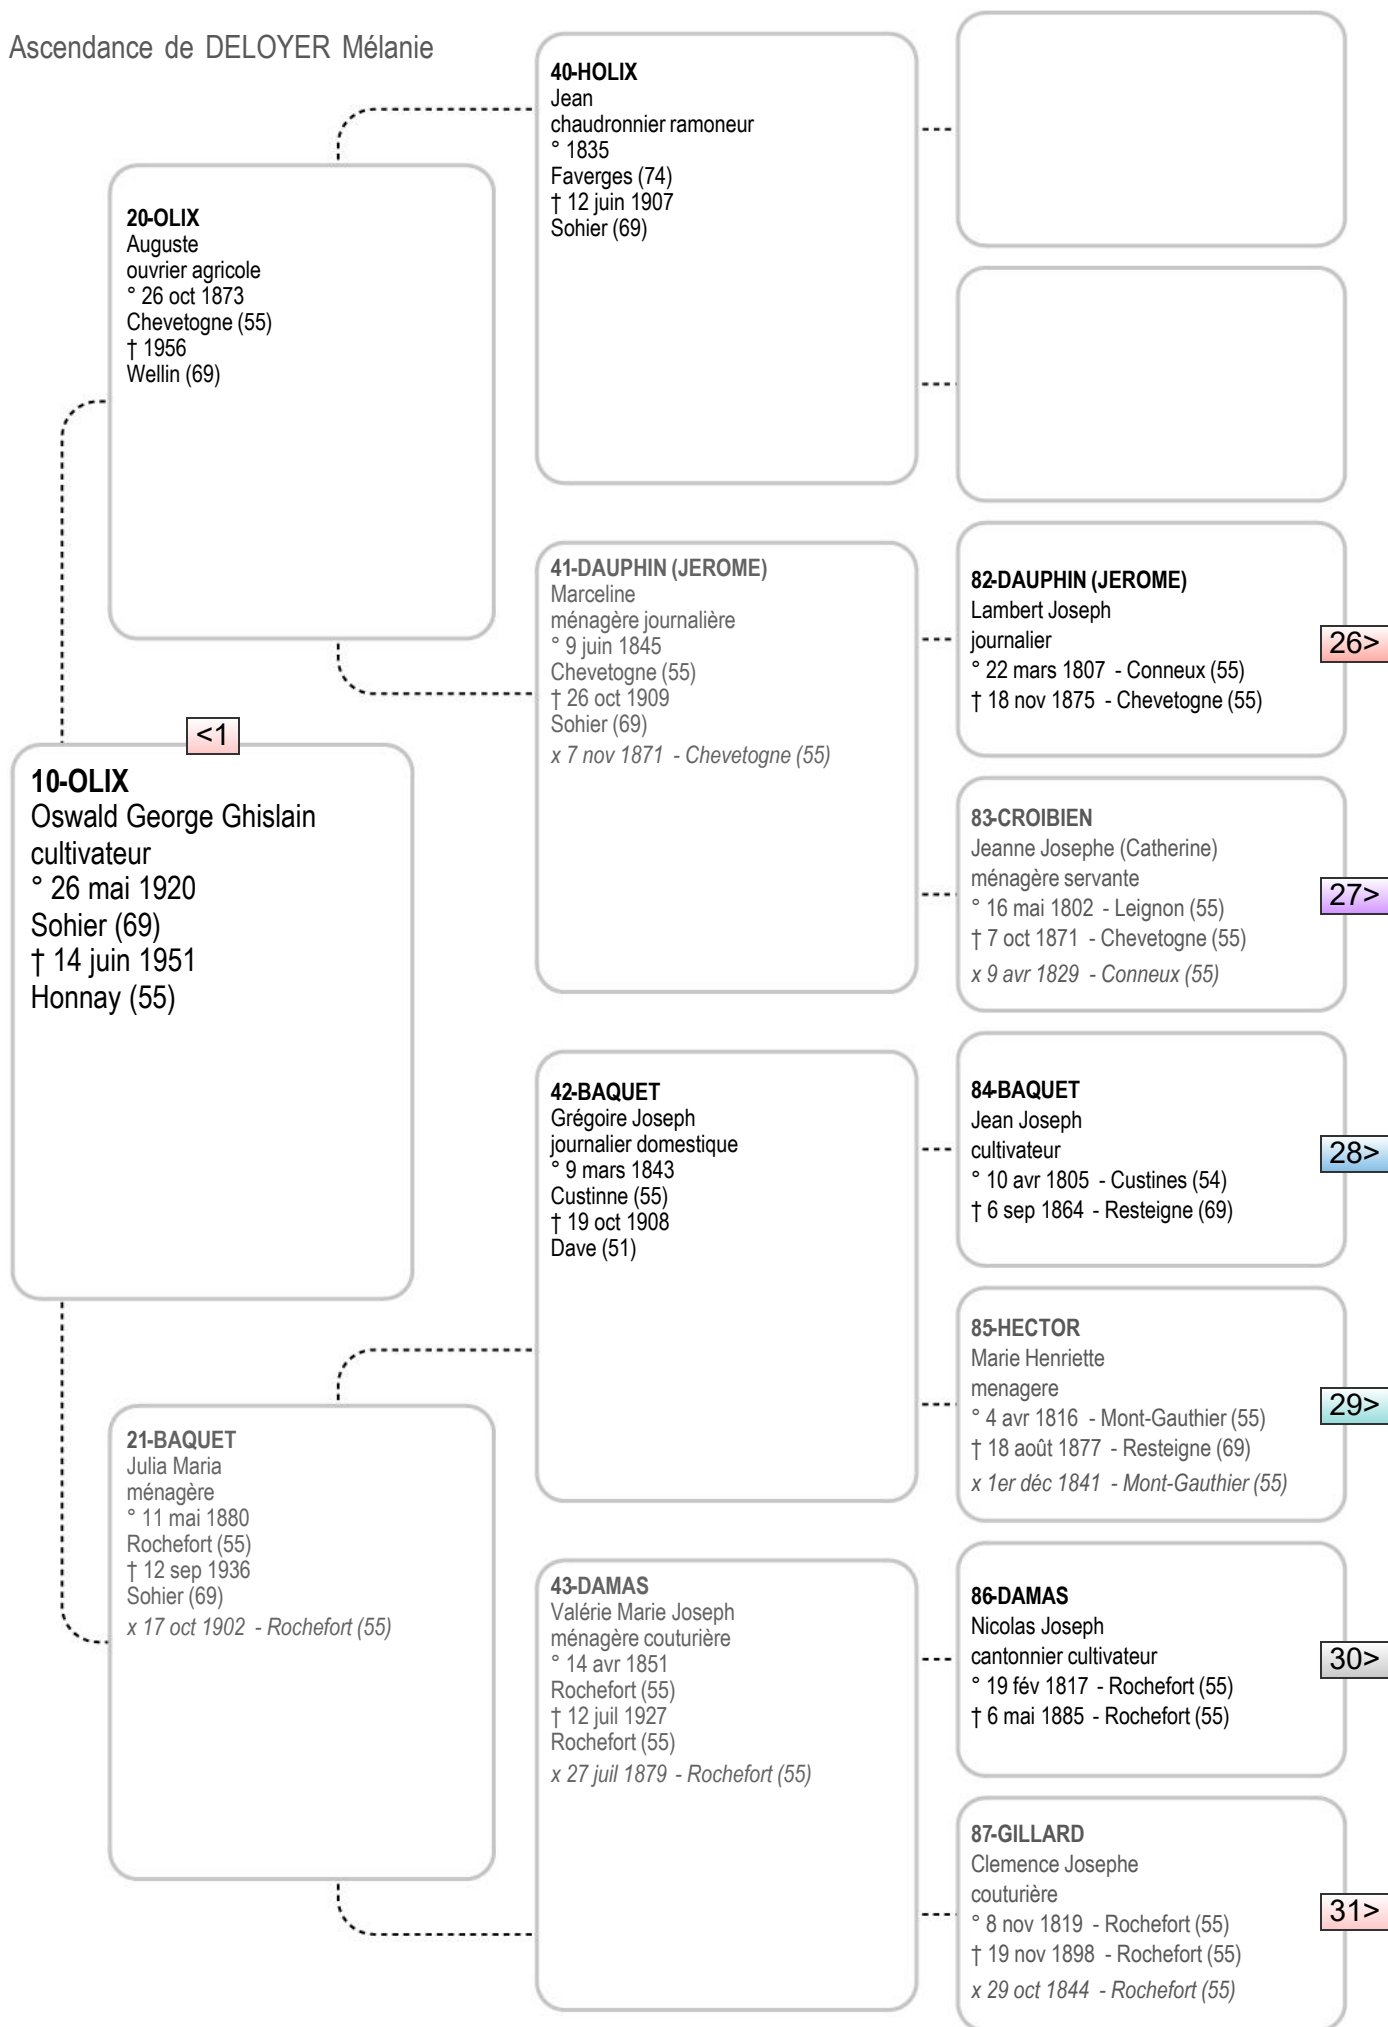 Ascendance de DELOYER Mélanie
<1
10-OLIX
Oswald George Ghislain
cultivateur
° 26 mai 1920
Sohier (69)
† 14 juin 1951
Honnay (55)
20-OLIX
Auguste
ouvrier agricole
° 26 oct 1873
Chevetogne (55)
† 1956
Wellin (69)
21-BAQUET
Julia Maria
ménagère
° 11 mai 1880
Rochefort (55)
† 12 sep 1936
Sohier (69)
x 17 oct 1902 - Rochefort (55)
40-HOLIX
Jean
chaudronnier ramoneur
° 1835
Faverges (74)
† 12 juin 1907
Sohier (69)
41-DAUPHIN (JEROME)
Marceline
ménagère journalière
° 9 juin 1845
Chevetogne (55)
† 26 oct 1909
Sohier (69)
x 7 nov 1871 - Chevetogne (55)
42-BAQUET
Grégoire Joseph
journalier domestique
° 9 mars 1843
Custinne (55)
† 19 oct 1908
Dave (51)
43-DAMAS
Valérie Marie Joseph
ménagère couturière
° 14 avr 1851
Rochefort (55)
† 12 juil 1927
Rochefort (55)
x 27 juil 1879 - Rochefort (55)
82-DAUPHIN (JEROME)
Lambert Joseph
journalier
° 22 mars 1807 - Conneux (55)
† 18 nov 1875 - Chevetogne (55)
26>
83-CROIBIEN
Jeanne Josephe (Catherine)
ménagère servante
° 16 mai 1802 - Leignon (55)
† 7 oct 1871 - Chevetogne (55)
x 9 avr 1829 - Conneux (55)
27>
84-BAQUET
Jean Joseph
cultivateur
° 10 avr 1805 - Custines (54)
† 6 sep 1864 - Resteigne (69)
28>
85-HECTOR
Marie Henriette
menagere
° 4 avr 1816 - Mont-Gauthier (55)
† 18 août 1877 - Resteigne (69)
x 1er déc 1841 - Mont-Gauthier (55)
29>
86-DAMAS
Nicolas Joseph
cantonnier cultivateur
° 19 fév 1817 - Rochefort (55)
† 6 mai 1885 - Rochefort (55)
30>
87-GILLARD
Clemence Josephe
couturière
° 8 nov 1819 - Rochefort (55)
† 19 nov 1898 - Rochefort (55)
x 29 oct 1844 - Rochefort (55)
31>